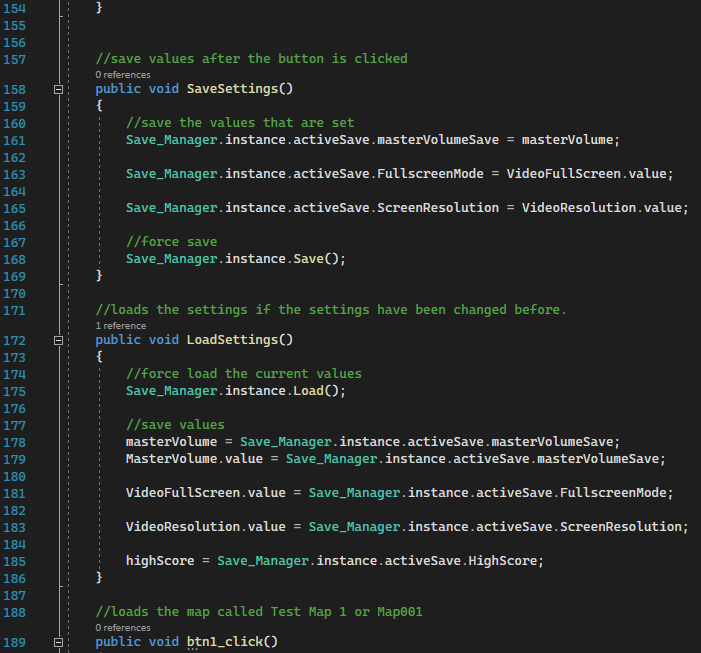 154 }
155
156
157 //save values after the button is clicked
0 references
158 public void SaveSettings()
159 {
160 //save the values that are set
161 Save_Manager.instance.activeSave.masterVolumeSave = masterVolume;
162
163 Save_Manager.instance.activeSave.FullscreenMode = VideoFullScreen.value;
164
165 Save_Manager.instance.activeSave.ScreenResolution = VideoResolution.value;
166
167 //force save
168 Save_Manager.instance.Save();
169 }
170
171 //loads the settings if the settings have been changed before.
1 reference
172 public void LoadSettings()
173 {
174 //force load the current values
175 Save_Manager.instance.Load();
176
177 //save values
178 masterVolume = Save_Manager.instance.activeSave.masterVolumeSave;
179 MasterVolume.value = Save_Manager.instance.activeSave.masterVolumeSave;
180
181 VideoFullScreen.value = Save_Manager.instance.activeSave.FullscreenMode;
182
183 VideoResolution.value = Save_Manager.instance.activeSave.ScreenResolution;
184
185 highScore = Save_Manager.instance.activeSave.HighScore;
186 }
187
188 //loads the map called Test Map 1 or Map001
0 references
189 public void btn1_click()